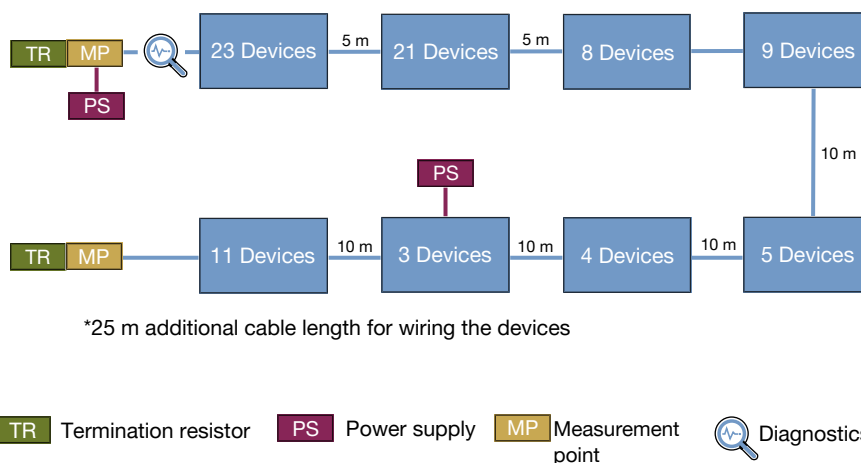 TR MP 23 Devices 5 m 21 Devices 5 m 8 Devices 9 Devices
PS
10 m
PS
TR MP 11 Devices 10 m 3 Devices 10 m 4 Devices 10 m 5 Devices
*25 m additional cable length for wiring the devices
TR Termination resistor PS Power supply MP Measurement
point
Diagnostics